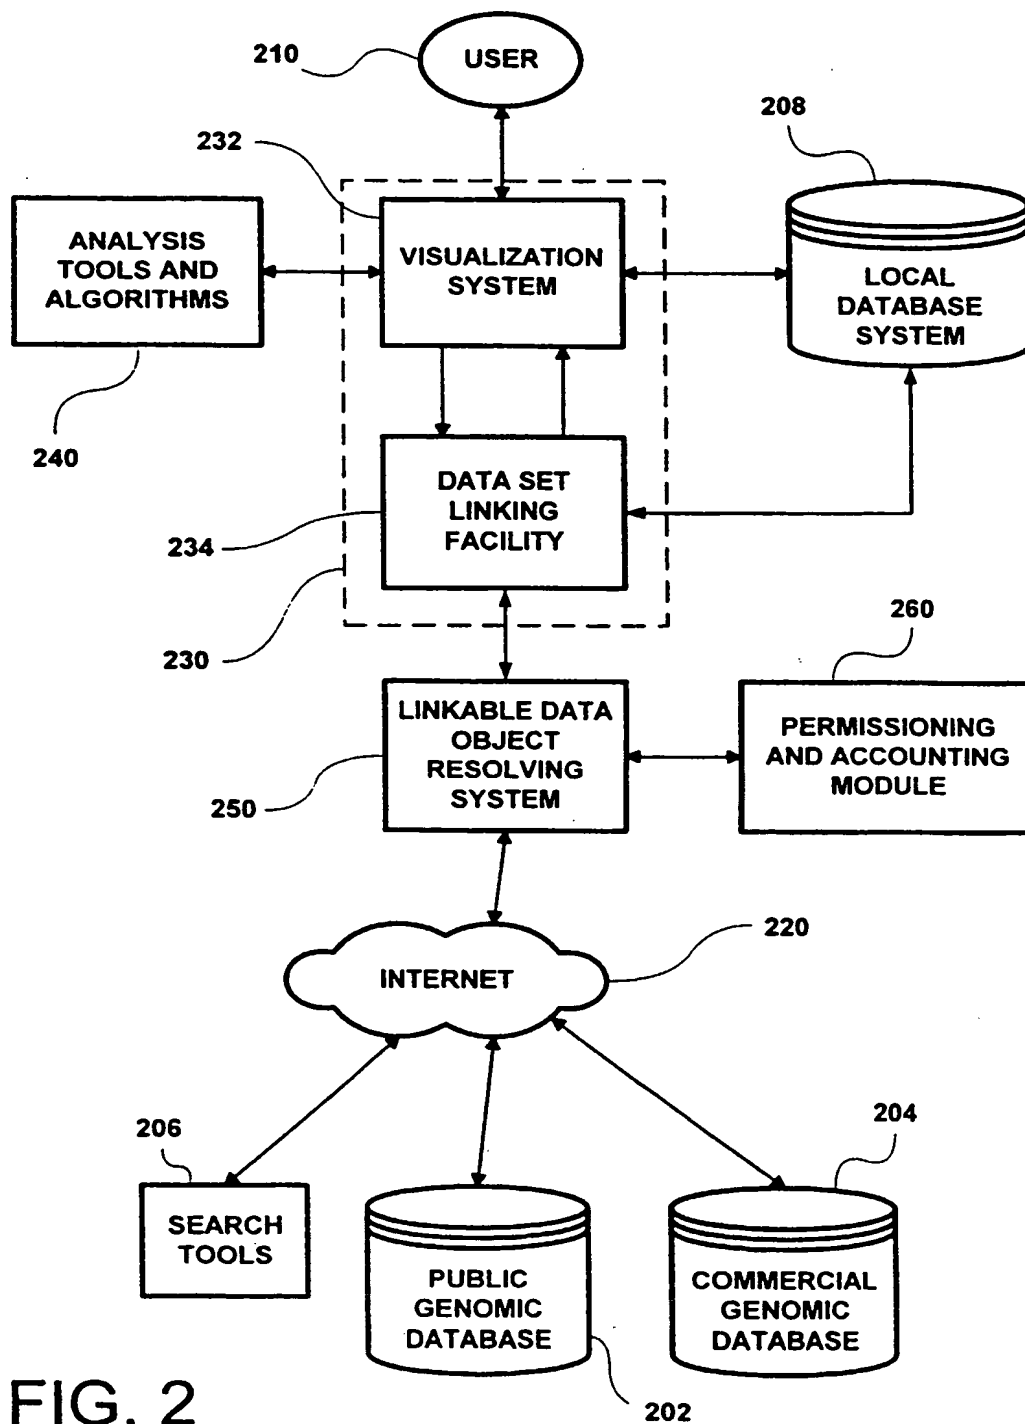 210
USER
208
232
ANALYSIS
TOOLS AND
ALGORITHMS
VISUALIZATION
SYSTEM
LOCAL
DATABASE
SYSTEM
240
DATA SET
LINKING
FACILITY
234
260
230
LINKABLE DATA
OBJECT
RESOLVING
SYSTEM
PERMISSIONING
AND ACCOUNTING
MODULE
250
220
INTERNET
206
204
SEARCH
TOOLS
PUBLIC
GENOMIC
DATABASE
COMMERCIAL
GENOMIC
DATABASE
FIG. 2
202